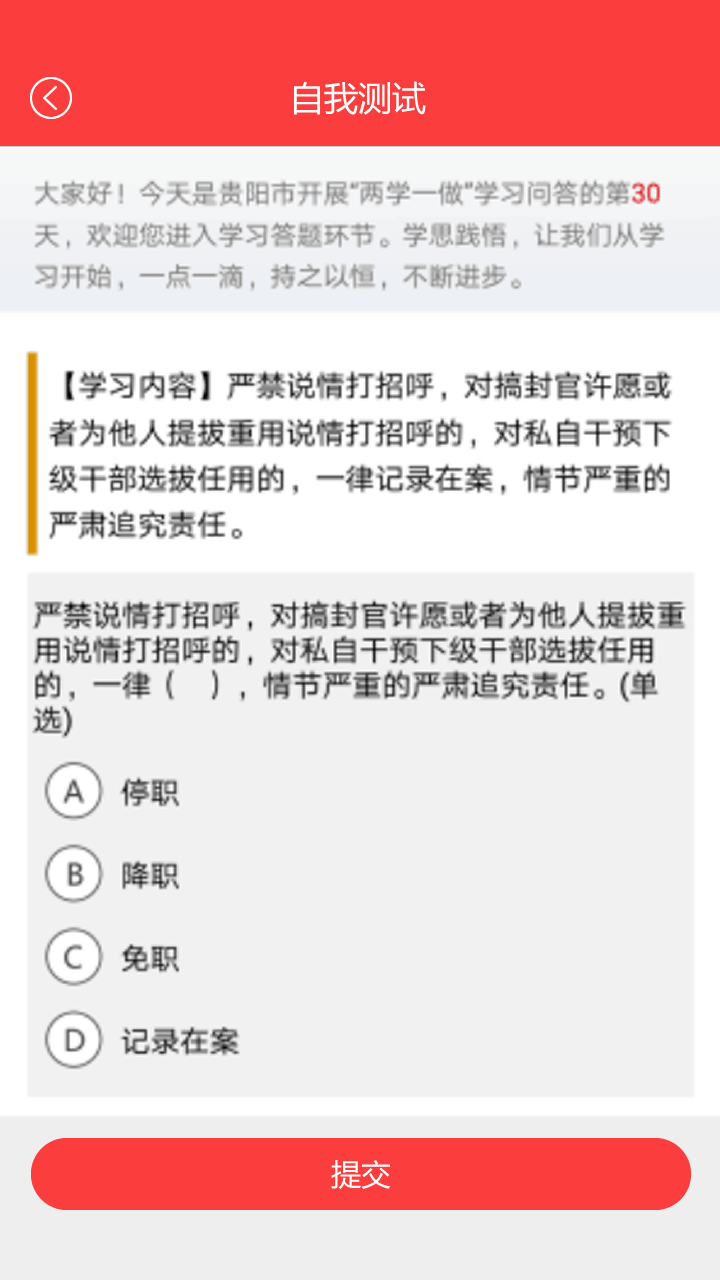 自我测试
大家好！今天是贵阳市开展“两学一做”学习问答的第30
天，欢迎您进入学习答题环节。学思践悟，让我们从学
习开始，一点一滴，持之以恒，不断进步。
【学习内容】严禁说情打招呼，对搞封官许愿或
者为他人提拔重用说情打招呼的，对私自干预下
级干部选拔任用的，一律记录在案，情节严重的
严肃追究责任。
严禁说情打招呼，对搞封官许愿或者为他人提拔重
用说情打招呼的，对私自干预下级干部选拔任用
的，一律（　），情节严重的严肃追究责任。(单
选)
A 停职
B 降职
C 免职
D 记录在案
提交